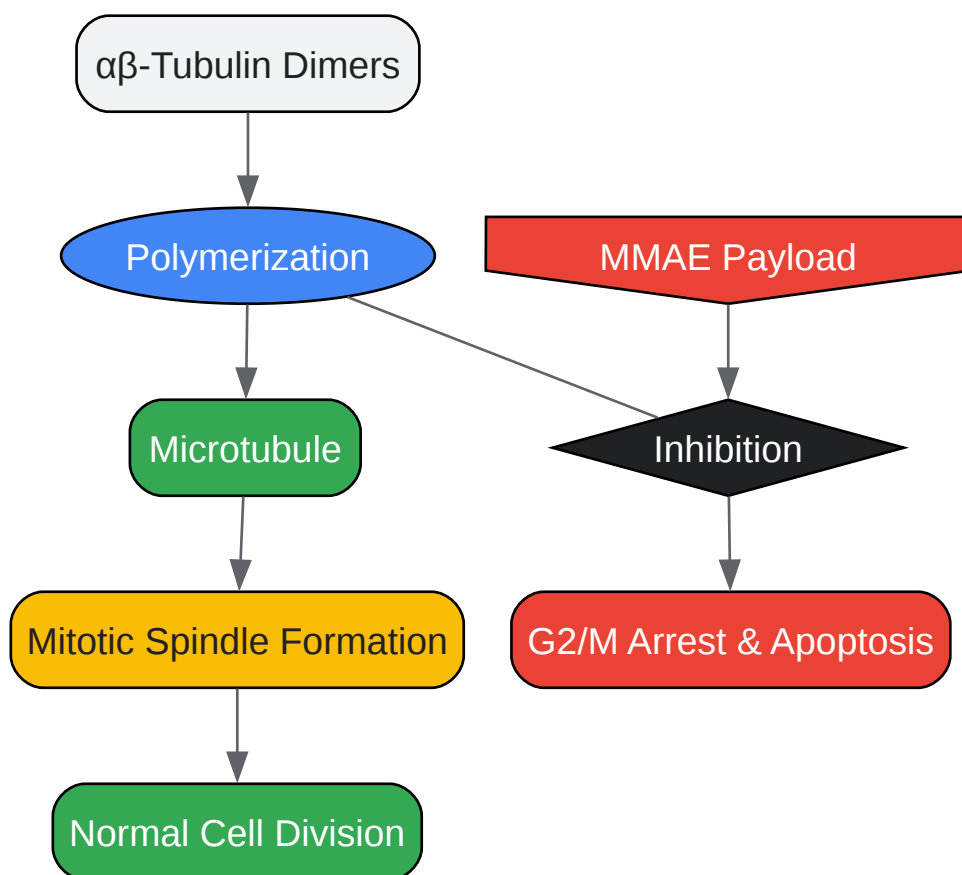 αβ-Tubulin Dimers
Polymerization
MMAE Payload
Microtubule
Inhibition
Mitotic Spindle Formation
G2/M Arrest & Apoptosis
Normal Cell Division